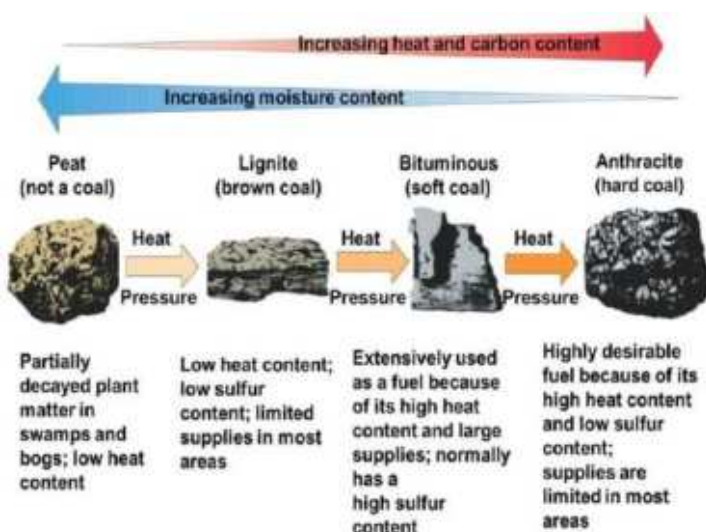 Increasing heat and carbon content
Increasing moisture content
Peat
(not a coal)
Lignite
(brown coal)
Bituminous
(soft coal)
Anthracite
(hard coal)
Heat
Pressure
Heat
Pressure
Heat
Pressure
Partially
decayed plant
matter in
swamps and
bogs; low heat
content
Low heat content;
low sulfur
content; limited
supplies in most
areas
Extensively used
as a fuel because
of its high heat
content and large
supplies; normally
has a
high sulfur
content
Highly desirable
fuel because of its
high heat content
and low sulfur
content;
supplies are
limited in most
areas